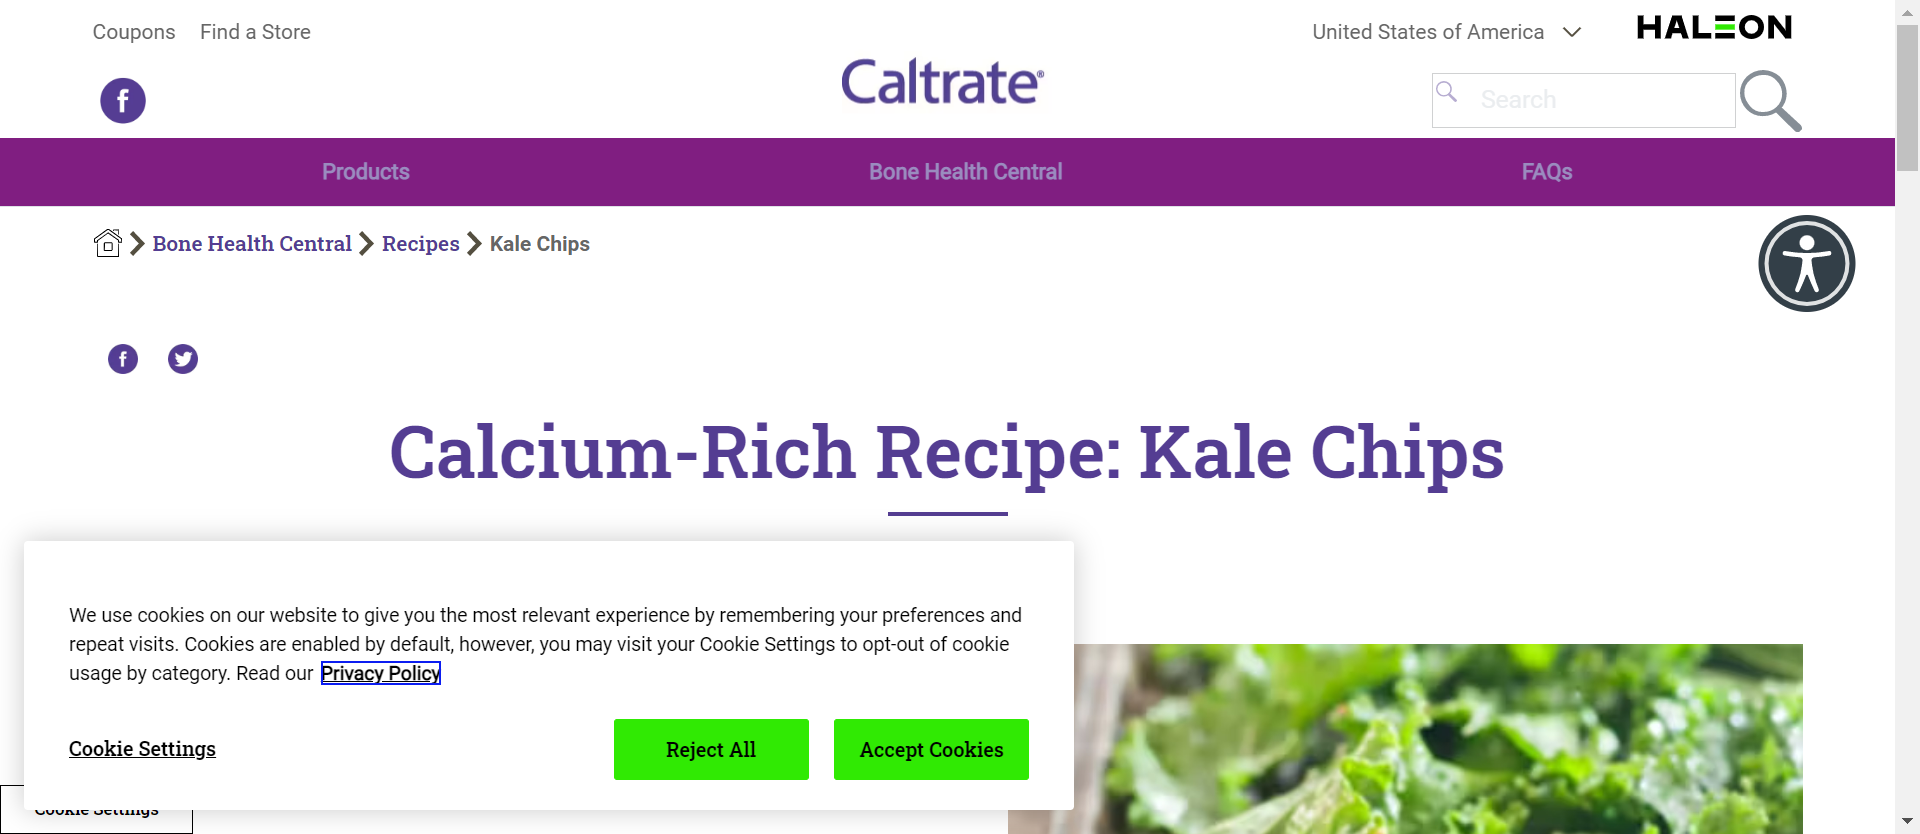 Coupons Find a Store
United States of America
HALEON
Caltrate®
Search
Products Bone Health Central FAQs
Bone Health Central Recipes Kale Chips
Calcium-Rich Recipe: Kale Chips
We use cookies on our website to give you the most relevant experience by remembering your preferences and
repeat visits. Cookies are enabled by default, however, you may visit your Cookie Settings to opt-out of cookie
usage by category. Read our Privacy Policy
Cookie Settings Reject All Accept Cookies
Cookie Settings